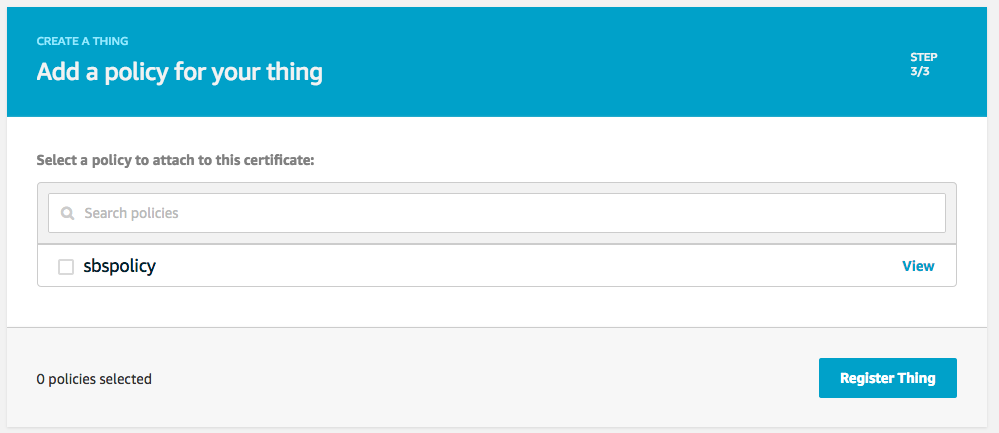 CREATE A THING
Add a policy for your thing
STEP
3/3
Select a policy to attach to this certificate:
Search policies
sbspolicy View
0 policies selected
Register Thing